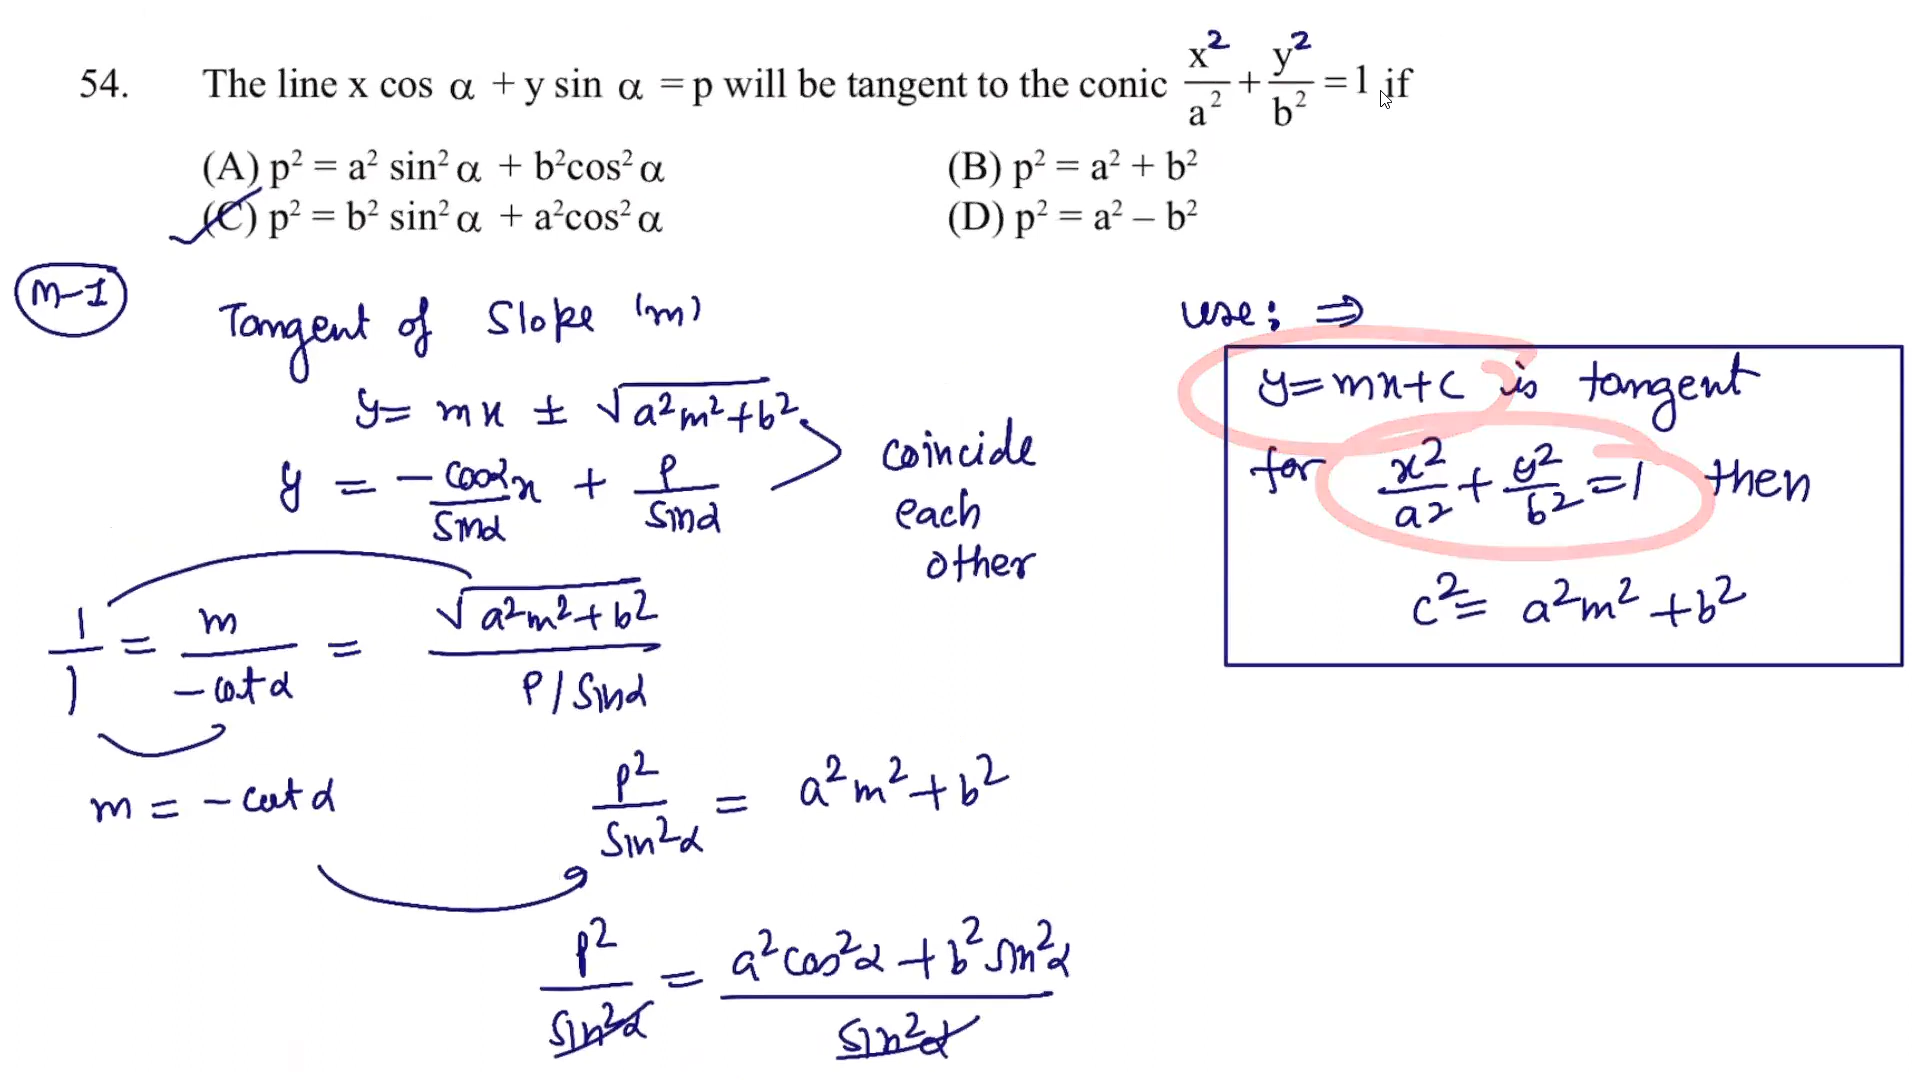 54. The line x cos α + y sin α = p will be tangent to the conic x²/a² + y²/b² = 1 if
(A) p² = a² sin² α + b²cos² α (B) p² = a² + b²
(C) p² = b² sin² α + a²cos² α (D) p² = a² – b²
M-1
Tangent of Slope 'm'
y = mx ± √(a²m² + b²)
y = -cosα/sinα x + p/sinα
coincide
each
other
1/1 = m/-cotα = √(a²m² + b²)/(P/sinα)
m = -cotα
p²/sin²α = a²m² + b²
p²/sin²α = (a²cos²α + b²sin²α)/sin²α
use; ⇒
y = mx + c is tangent
for x²/a² + y²/b² = 1 then
c² = a²m² + b²